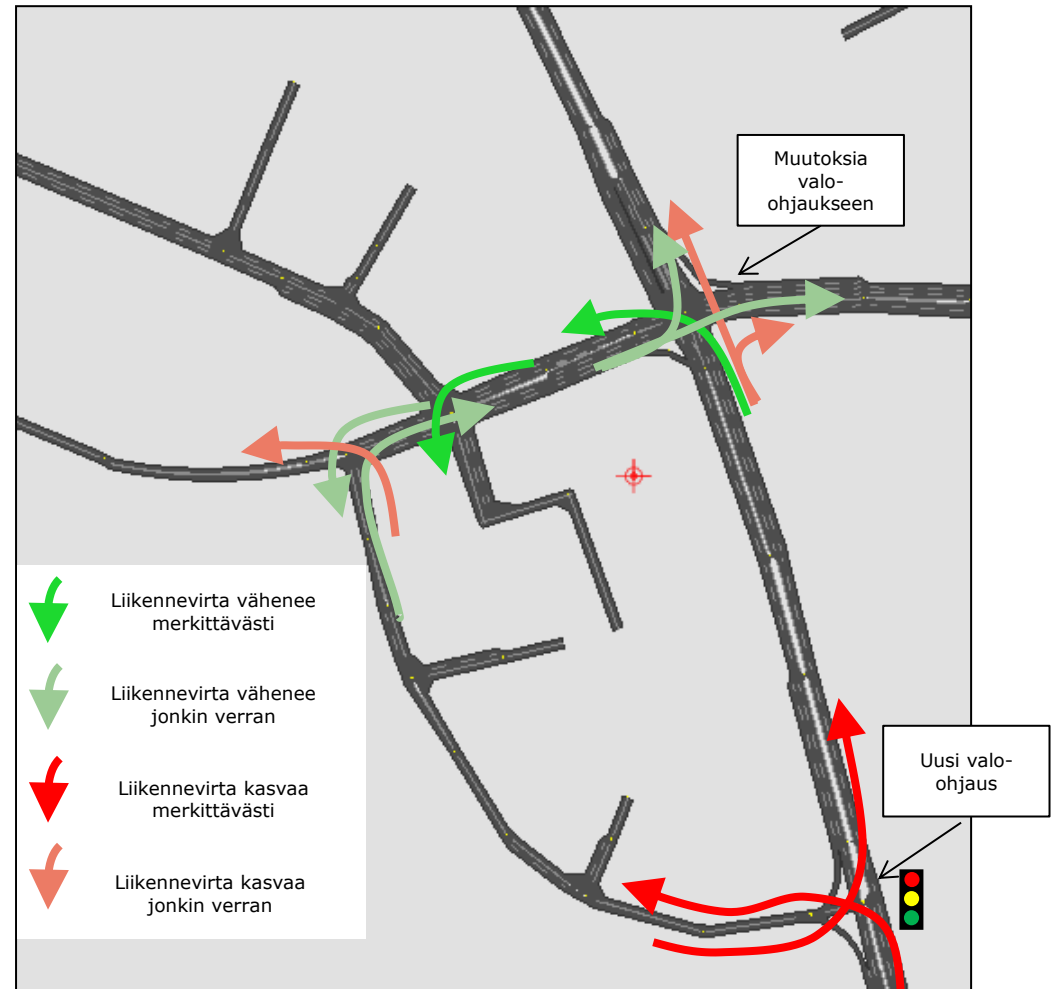 Muutoksia
valo-
ohjaukseen
Liikennevirta vähenee
merkittävästi
Liikennevirta vähenee
jonkin verran
Liikennevirta kasvaa
merkittävästi
Liikennevirta kasvaa
jonkin verran
Uusi valo-
ohjaus